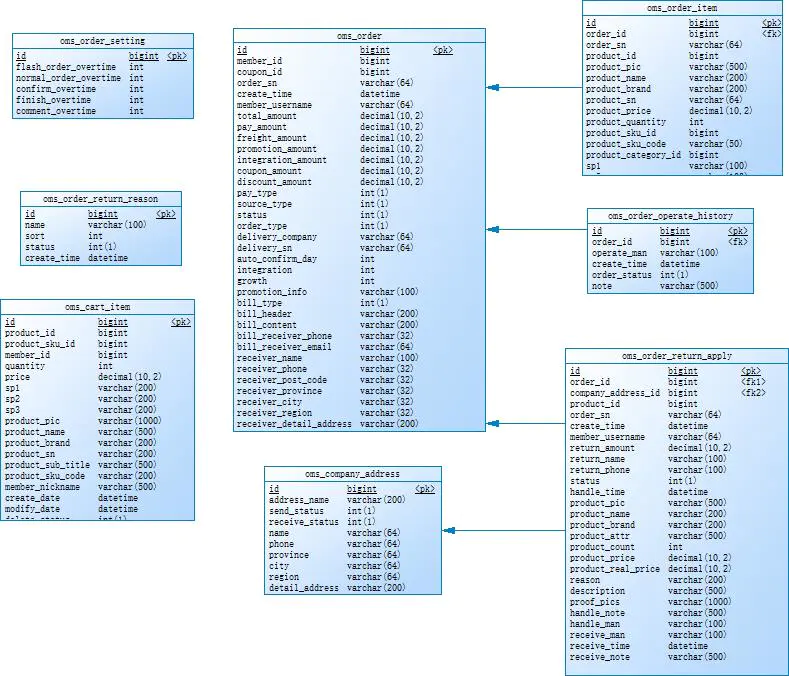 oms_order_setting
id bigint <pk>
flash_order_overtime int
normal_order_overtime int
confirm_overtime int
finish_overtime int
comment_overtime int
oms_order_return_reason
id bigint <pk>
name varchar(100)
sort int
status int(1)
create_time datetime
oms_cart_item
id bigint <pk>
product_id bigint
product_sku_id bigint
member_id bigint
quantity int
price decimal(10,2)
sp1 varchar(200)
sp2 varchar(200)
sp3 varchar(200)
product_pic varchar(1000)
product_name varchar(500)
product_brand varchar(200)
product_sn varchar(200)
product_sub_title varchar(500)
product_sku_code varchar(200)
member_nickname varchar(500)
create_date datetime
modify_date datetime
delete_status int(1)
oms_order
id bigint <pk>
member_id bigint
coupon_id bigint
order_sn varchar(64)
create_time datetime
member_username varchar(64)
total_amount decimal(10,2)
pay_amount decimal(10,2)
freight_amount decimal(10,2)
promotion_amount decimal(10,2)
integration_amount decimal(10,2)
coupon_amount decimal(10,2)
discount_amount decimal(10,2)
pay_type int(1)
source_type int(1)
status int(1)
order_type int(1)
delivery_company varchar(64)
delivery_sn varchar(64)
auto_confirm_day int
integration int
growth int
promotion_info varchar(100)
bill_type int(1)
bill_header varchar(200)
bill_content varchar(200)
bill_receiver_phone varchar(32)
bill_receiver_email varchar(64)
receiver_name varchar(100)
receiver_phone varchar(32)
receiver_post_code varchar(32)
receiver_province varchar(32)
receiver_city varchar(32)
receiver_region varchar(32)
receiver_detail_address varchar(200)
oms_company_address
id bigint <pk>
address_name varchar(200)
send_status int(1)
receive_status int(1)
name varchar(64)
phone varchar(64)
province varchar(64)
city varchar(64)
region varchar(64)
detail_address varchar(200)
oms_order_item
id bigint <pk>
order_id bigint <fk>
order_sn varchar(64)
product_id bigint
product_pic varchar(500)
product_name varchar(200)
product_brand varchar(200)
product_sn varchar(64)
product_price decimal(10,2)
product_quantity int
product_sku_id bigint
product_sku_code varchar(50)
product_category_id bigint
sp1 varchar(100)
oms_order_operate_history
id bigint <pk>
order_id bigint <fk>
operate_man varchar(100)
create_time datetime
order_status int(1)
note varchar(500)
oms_order_return_apply
id bigint <pk>
order_id bigint <fk1>
company_address_id bigint <fk2>
product_id bigint
order_sn varchar(64)
create_time datetime
member_username varchar(64)
return_amount decimal(10,2)
return_name varchar(100)
return_phone varchar(100)
status int(1)
handle_time datetime
product_pic varchar(500)
product_name varchar(200)
product_brand varchar(200)
product_attr varchar(500)
product_count int
product_price decimal(10,2)
product_real_price decimal(10,2)
reason varchar(200)
description varchar(500)
proof_pics varchar(1000)
handle_note varchar(500)
handle_man varchar(100)
receive_man varchar(100)
receive_time datetime
receive_note varchar(500)